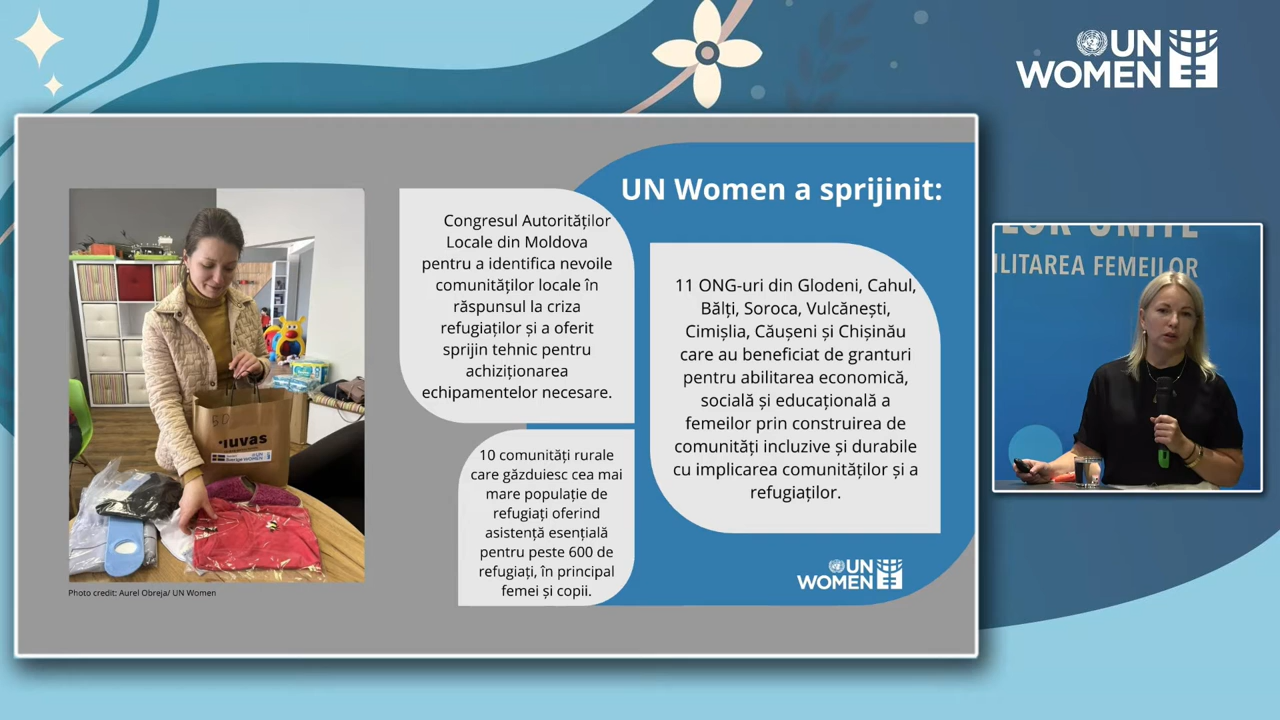 UN
WOMEN
UN Women a sprijinit:
Congresul Autorităților
Locale din Moldova
pentru a identifica nevoile
comunităților locale în
răspunsul la criza
refugiaților și a oferit
sprijin tehnic pentru
achiziționarea
echipamentelor necesare.
11 ONG-uri din Glodeni, Cahul,
Bălți, Soroca, Vulcănești,
Cimișlia, Căușeni și Chișinău
care au beneficiat de granturi
pentru abilitarea economică,
socială și educațională a
femeilor prin construirea de
comunități incluzive și durabile
cu implicarea comunităților și a
refugiaților.
10 comunități rurale
care găzduiesc cea mai
mare populație de
refugiați oferind
asistență esențială
pentru peste 600 de
refugiați, în principal
femei și copii.
UN
WOMEN
Photo credit: Aurel Obreja/ UN Women
50
iuvas
Sverige WOMEN
LOR UNITE
ILITAREA FEMEILOR